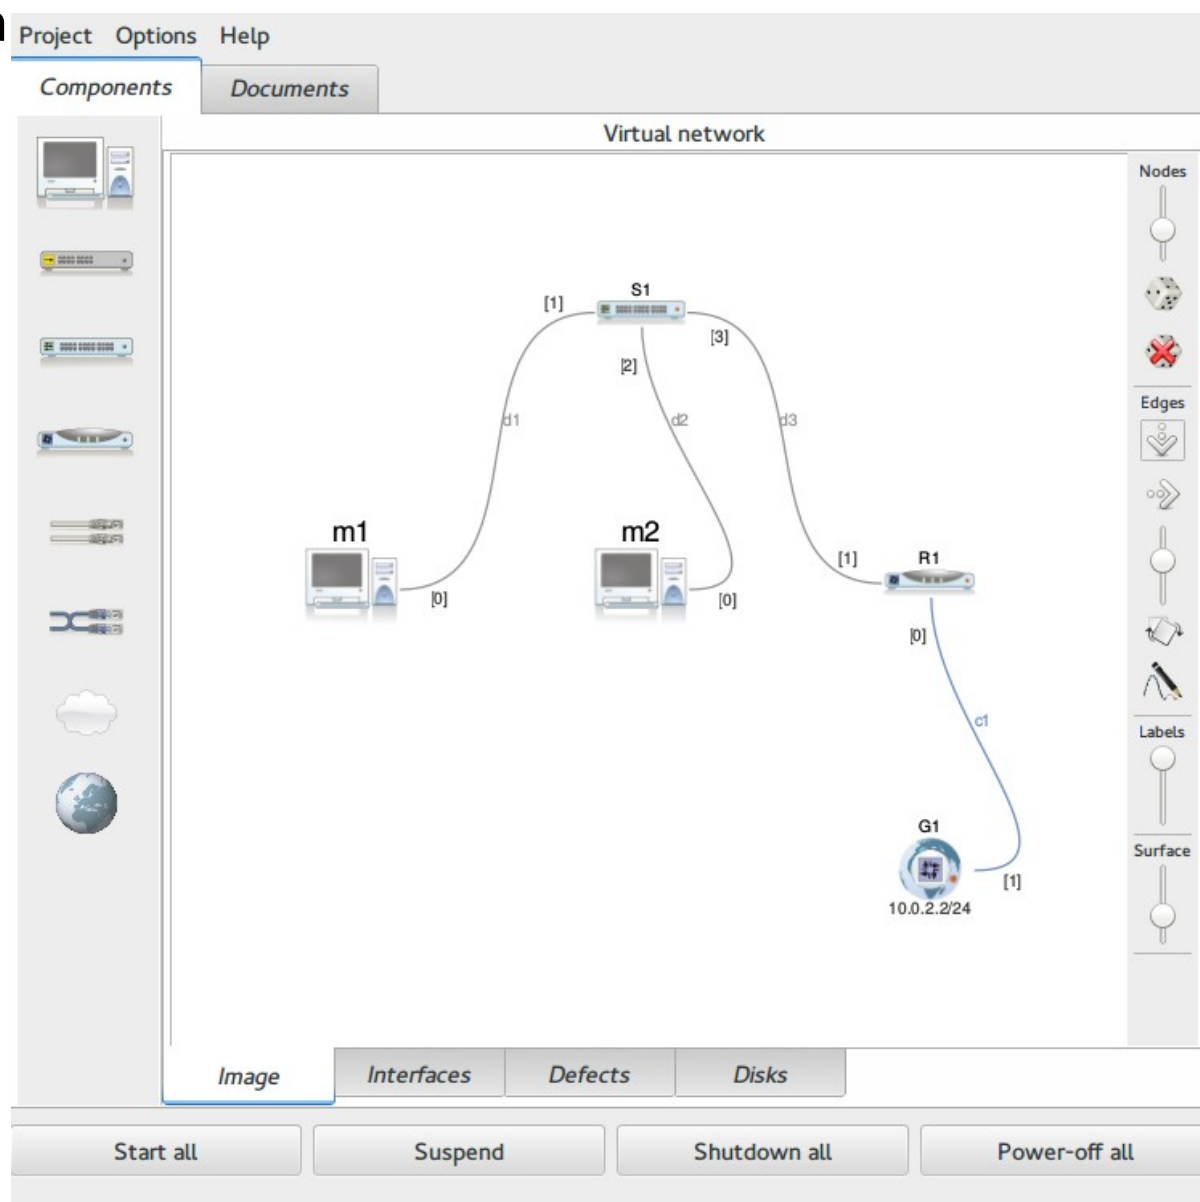 Project Options Help
Components Documents
Virtual network
Nodes
S1
[1]
[3]
[2]
Edges
d1 d2 d3
m1 m2
[1] R1
[0] [0]
[0]
c1
Labels
G1
Surface
[1]
10.0.2.2/24
Image Interfaces Defects Disks
Start all Suspend Shutdown all Power-off all